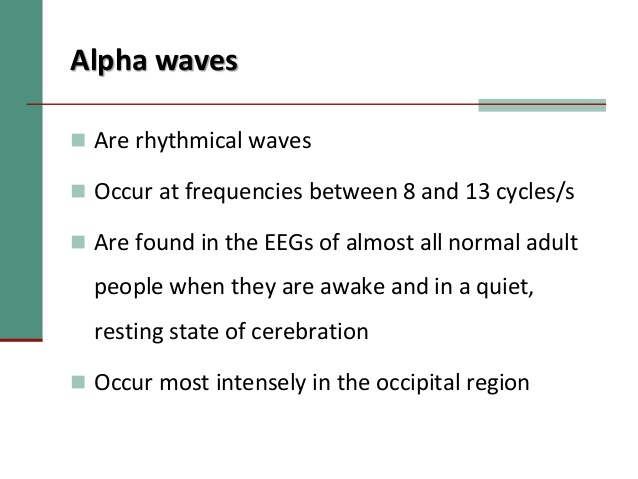 Alpha waves
Are rhythmical waves
Occur at frequencies between 8 and 13 cycles/s
Are found in the EEGs of almost all normal adult
people when they are awake and in a quiet,
resting state of cerebration
Occur most intensely in the occipital region